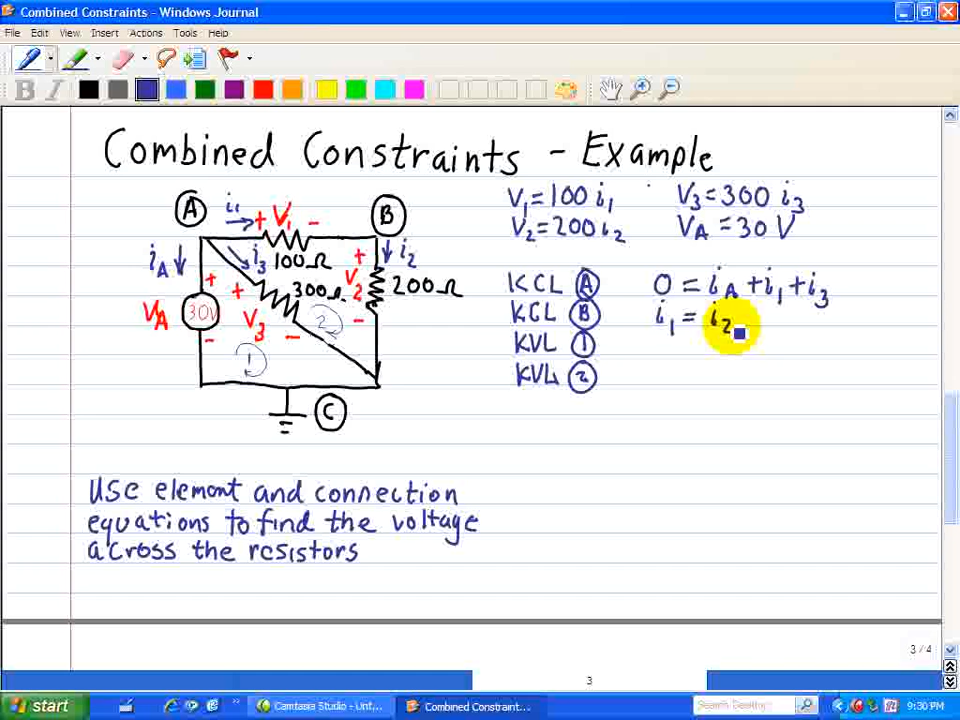 Combined Constraints - Windows Journal
File Edit View Insert Actions Tools Help
B I
Combined Constraints - Example
A i1 + V1 - B
iA i3 100Ω + i2
+ + 300Ω V2 200Ω
VA 30V V3 2 -
- 1 -
C
V1 = 100 i1 V3 = 300 i3
V2 = 200 i2 VA = 30 V
KCL A 0 = iA + i1 + i3
KCL B i1 = i2
KVL 1
KVL 2
Use element and connection
equations to find the voltage
across the resistors
3 / 4
3
start Camtasia Studio - Unt... Combined Constraint... Search Desktop 9:30 PM